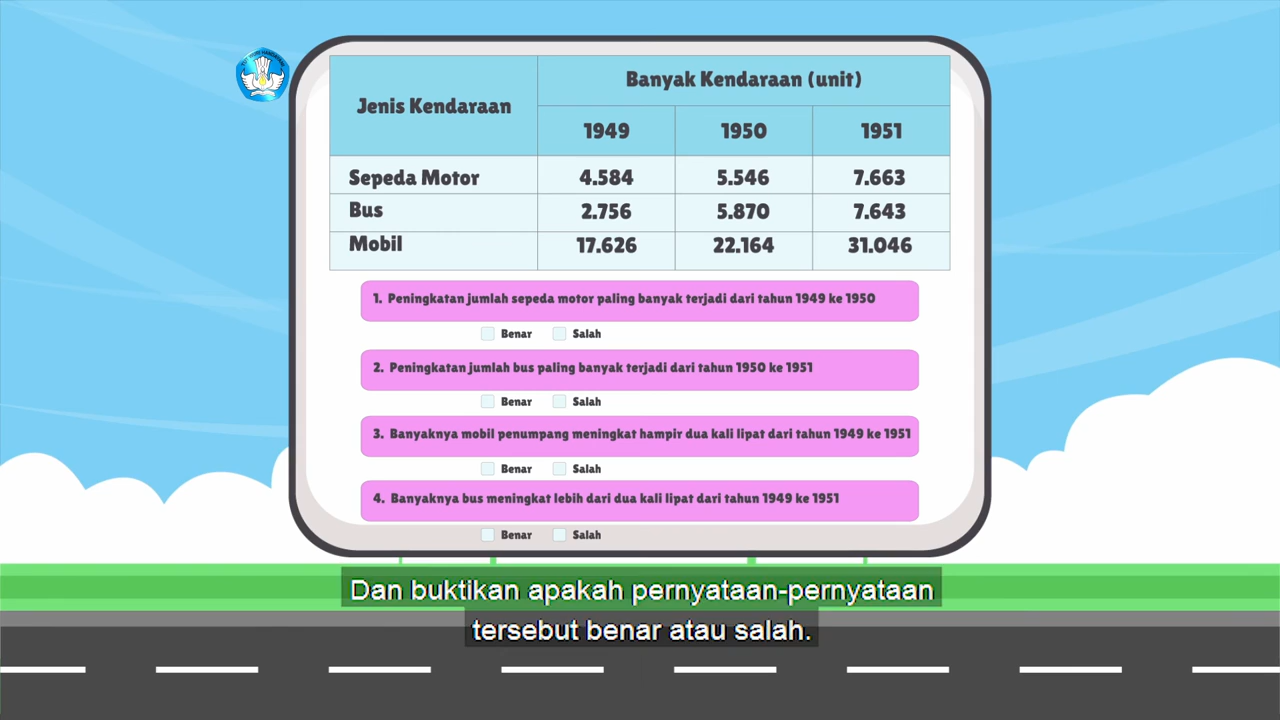 Jenis Kendaraan
Banyak Kendaraan (unit)
1949 1950 1951
Sepeda Motor 4.584 5.546 7.663
Bus 2.756 5.870 7.643
Mobil 17.626 22.164 31.046
1. Peningkatan jumlah sepeda motor paling banyak terjadi dari tahun 1949 ke 1950
Benar Salah
2. Peningkatan jumlah bus paling banyak terjadi dari tahun 1950 ke 1951
Benar Salah
3. Banyaknya mobil penumpang meningkat hampir dua kali lipat dari tahun 1949 ke 1951
Benar Salah
4. Banyaknya bus meningkat lebih dari dua kali lipat dari tahun 1949 ke 1951
Benar Salah
Dan buktikan apakah pernyataan-pernyataan
tersebut benar atau salah.